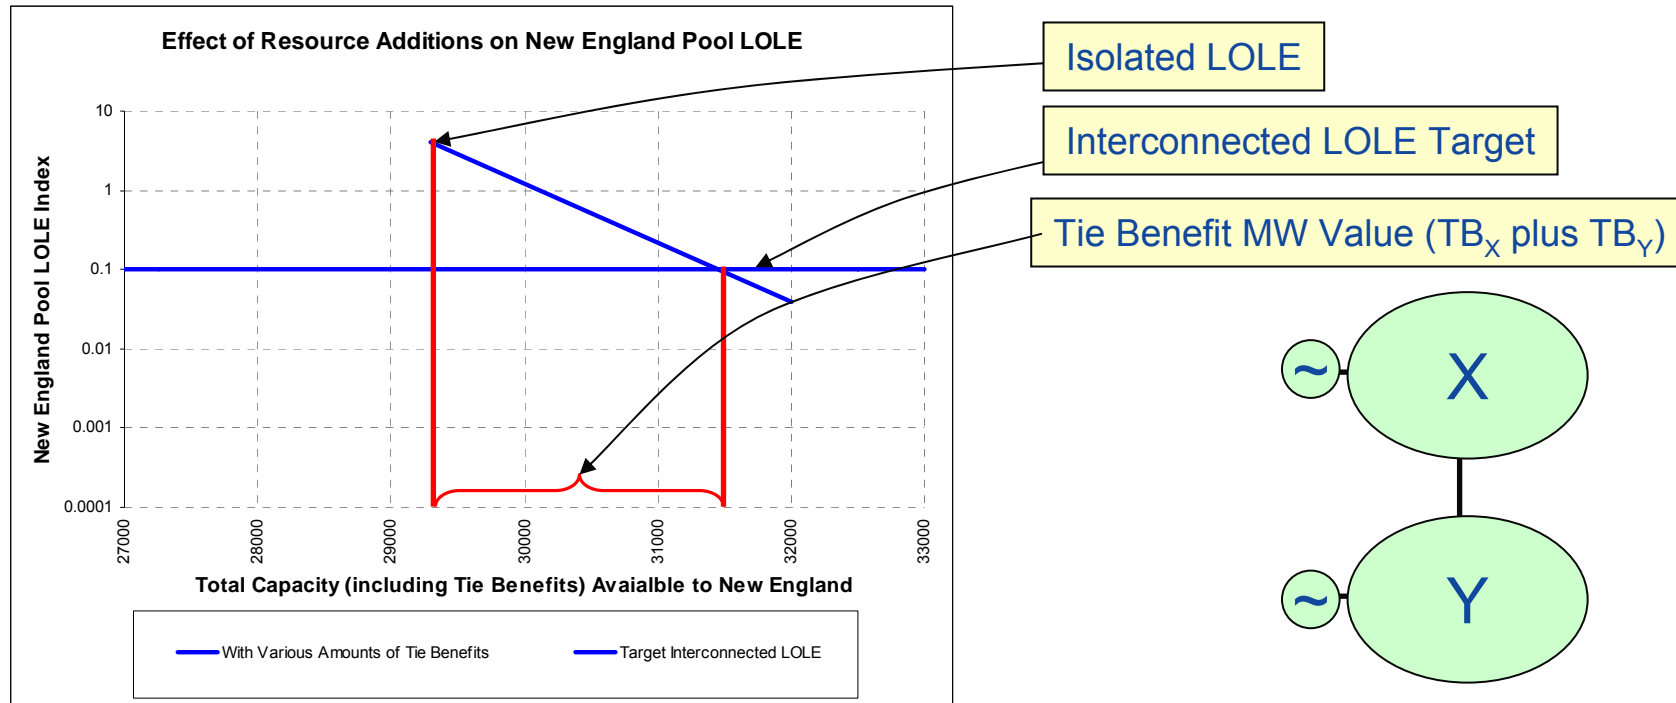 Effect of Resource Additions on New England Pool LOLE
New England Pool LOLE Index
10
1
0.1
0.01
0.001
0.0001
27000
28000
29000
30000
31000
32000
33000
Total Capacity (including Tie Benefits) Avaialble to New England
With Various Amounts of Tie Benefits
Target Interconnected LOLE
Isolated LOLE
Interconnected LOLE Target
Tie Benefit MW Value (TBX plus TBY)
~
X
~
Y